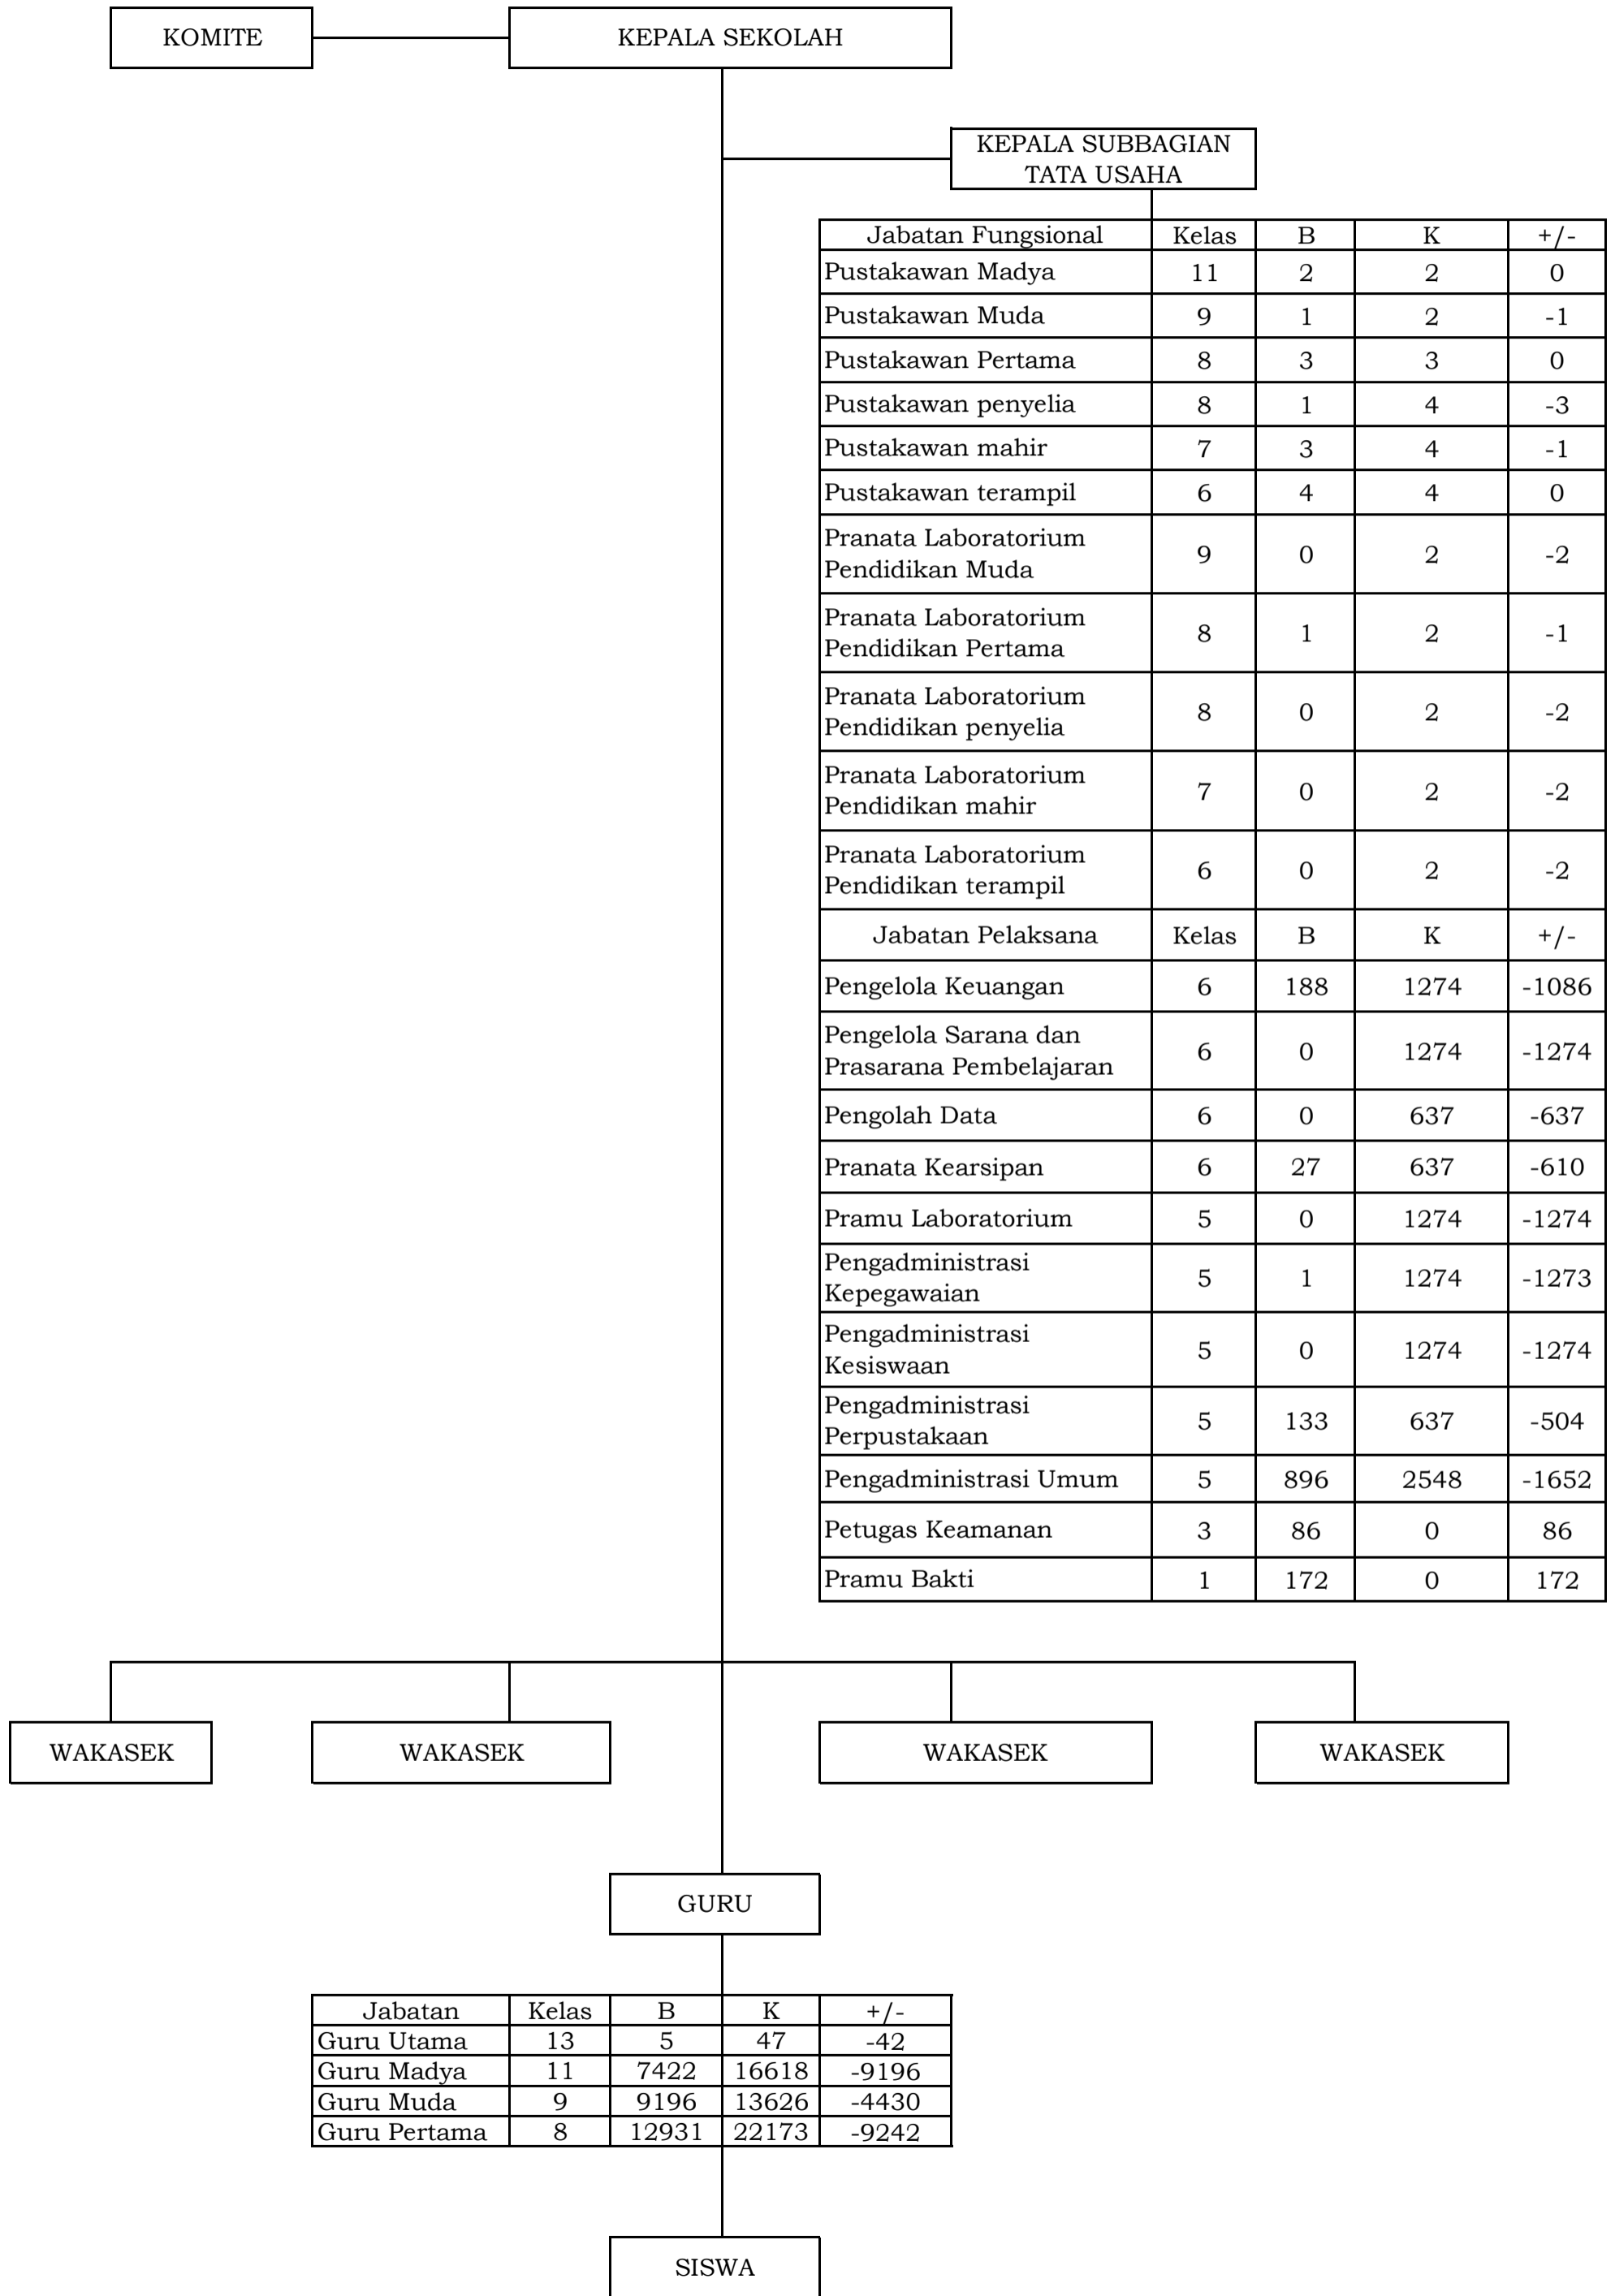 KOMITE KEPALA SEKOLAH
KEPALA SUBBAGIAN
TATA USAHA
Jabatan Fungsional Kelas B K +/-
Pustakawan Madya 11 2 2 0
Pustakawan Muda 9 1 2 -1
Pustakawan Pertama 8 3 3 0
Pustakawan penyelia 8 1 4 -3
Pustakawan mahir 7 3 4 -1
Pustakawan terampil 6 4 4 0
Pranata Laboratorium
Pendidikan Muda 9 0 2 -2
Pranata Laboratorium
Pendidikan Pertama 8 1 2 -1
Pranata Laboratorium
Pendidikan penyelia 8 0 2 -2
Pranata Laboratorium
Pendidikan mahir 7 0 2 -2
Pranata Laboratorium
Pendidikan terampil 6 0 2 -2
Jabatan Pelaksana Kelas B K +/-
Pengelola Keuangan 6 188 1274 -1086
Pengelola Sarana dan
Prasarana Pembelajaran 6 0 1274 -1274
Pengolah Data 6 0 637 -637
Pranata Kearsipan 6 27 637 -610
Pramu Laboratorium 5 0 1274 -1274
Pengadministrasi
Kepegawaian 5 1 1274 -1273
Pengadministrasi
Kesiswaan 5 0 1274 -1274
Pengadministrasi
Perpustakaan 5 133 637 -504
Pengadministrasi Umum 5 896 2548 -1652
Petugas Keamanan 3 86 0 86
Pramu Bakti 1 172 0 172
WAKASEK WAKASEK WAKASEK WAKASEK
GURU
Jabatan Kelas B K +/-
Guru Utama 13 5 47 -42
Guru Madya 11 7422 16618 -9196
Guru Muda 9 9196 13626 -4430
Guru Pertama 8 12931 22173 -9242
SISWA